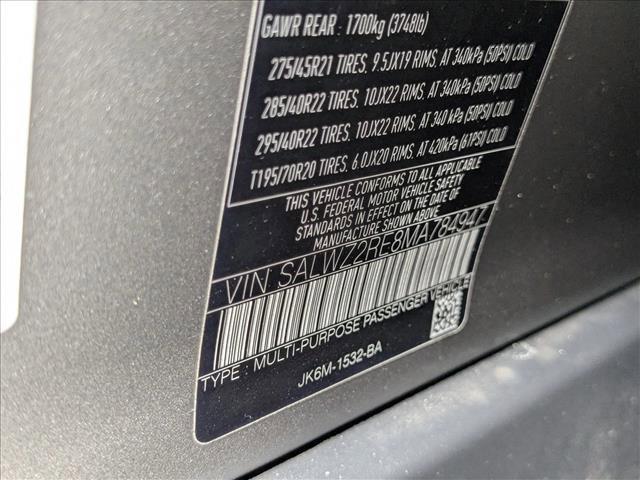 GAWR REAR : 1700kg (3748lb)
275/45R21 TIRES, 9.5JX19 RIMS, AT 340kPa (50PSI) COLD
285/40R22 TIRES, 10JX22 RIMS, AT 340kPa (50PSI) COLD
295/40R22 TIRES, 10JX22 RIMS, AT 340 kPa (50PSI) COLD
T195/70R20 TIRES, 6.0JX20 RIMS, AT 420kPa (61PSI) COLD
THIS VEHICLE CONFORMS TO ALL APPLICABLE
U.S. FEDERAL MOTOR VEHICLE SAFETY
STANDARDS IN EFFECT ON THE DATE OF
MANUFACTURE SHOWN ABOVE
VIN: SALWZ2RE8MA784947
TYPE : MULTI-PURPOSE PASSENGER VEHICLE
JK6M-1532-BA